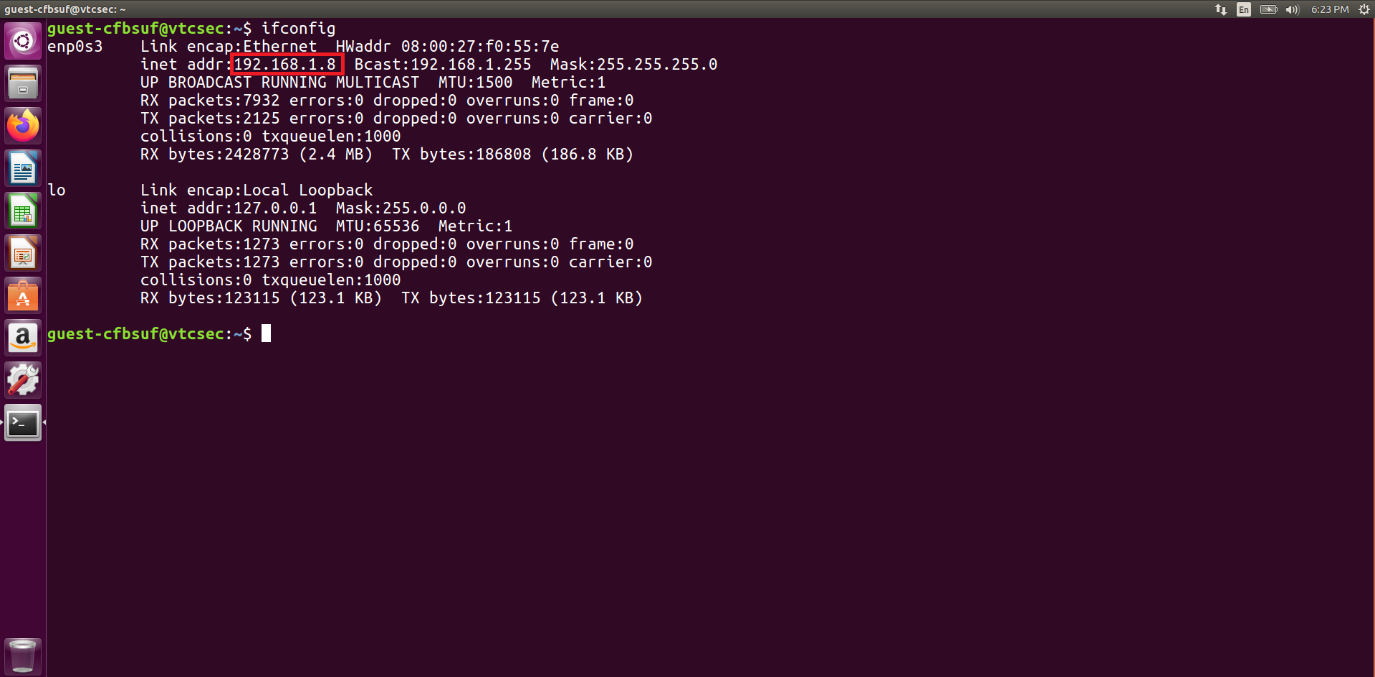 guest-cfbsuf@vtcsec: ~
En
6:23 PM
guest-cfbsuf@vtcsec:~$ ifconfig
enp0s3    Link encap:Ethernet  HWaddr 08:00:27:f0:55:7e
          inet addr:192.168.1.8  Bcast:192.168.1.255  Mask:255.255.255.0
          UP BROADCAST RUNNING MULTICAST  MTU:1500  Metric:1
          RX packets:7932 errors:0 dropped:0 overruns:0 frame:0
          TX packets:2125 errors:0 dropped:0 overruns:0 carrier:0
          collisions:0 txqueuelen:1000
          RX bytes:2428773 (2.4 MB)  TX bytes:186808 (186.8 KB)
lo        Link encap:Local Loopback
          inet addr:127.0.0.1  Mask:255.0.0.0
          UP LOOPBACK RUNNING  MTU:65536  Metric:1
          RX packets:1273 errors:0 dropped:0 overruns:0 frame:0
          TX packets:1273 errors:0 dropped:0 overruns:0 carrier:0
          collisions:0 txqueuelen:1000
          RX bytes:123115 (123.1 KB)  TX bytes:123115 (123.1 KB)
guest-cfbsuf@vtcsec:~$